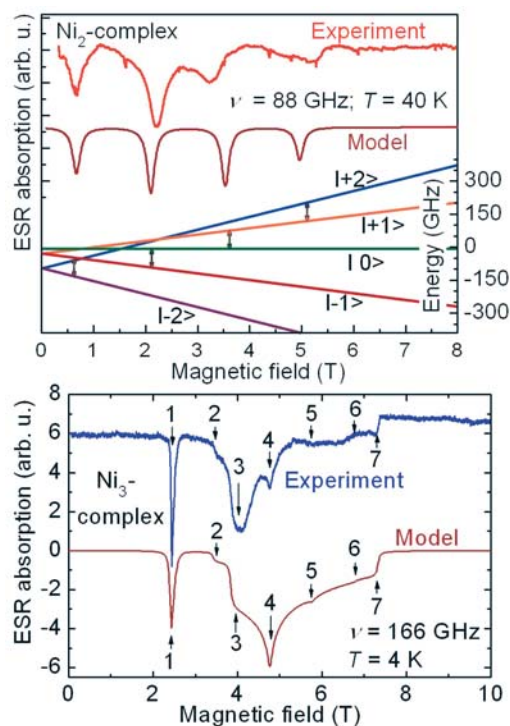 Ni2-complex
Experiment
ν = 88 GHz; T = 40 K
Model
ESR absorption (arb. u.)
I+2>
I+1>
I 0>
I-1>
I-2>
300
150
0
-150
-300
Energy (GHz)
0 1 2 3 4 5 6 7 8
Magnetic field (T)
8
6
4
2
0
-2
-4
-6
ESR absorption (arb. u.)
1 2 3 4 5 6 7
Ni3-complex
Experiment
Model
1 2 3 4 5 6 7
ν = 166 GHz
T = 4 K
0 2 4 6 8 10
Magnetic field (T)